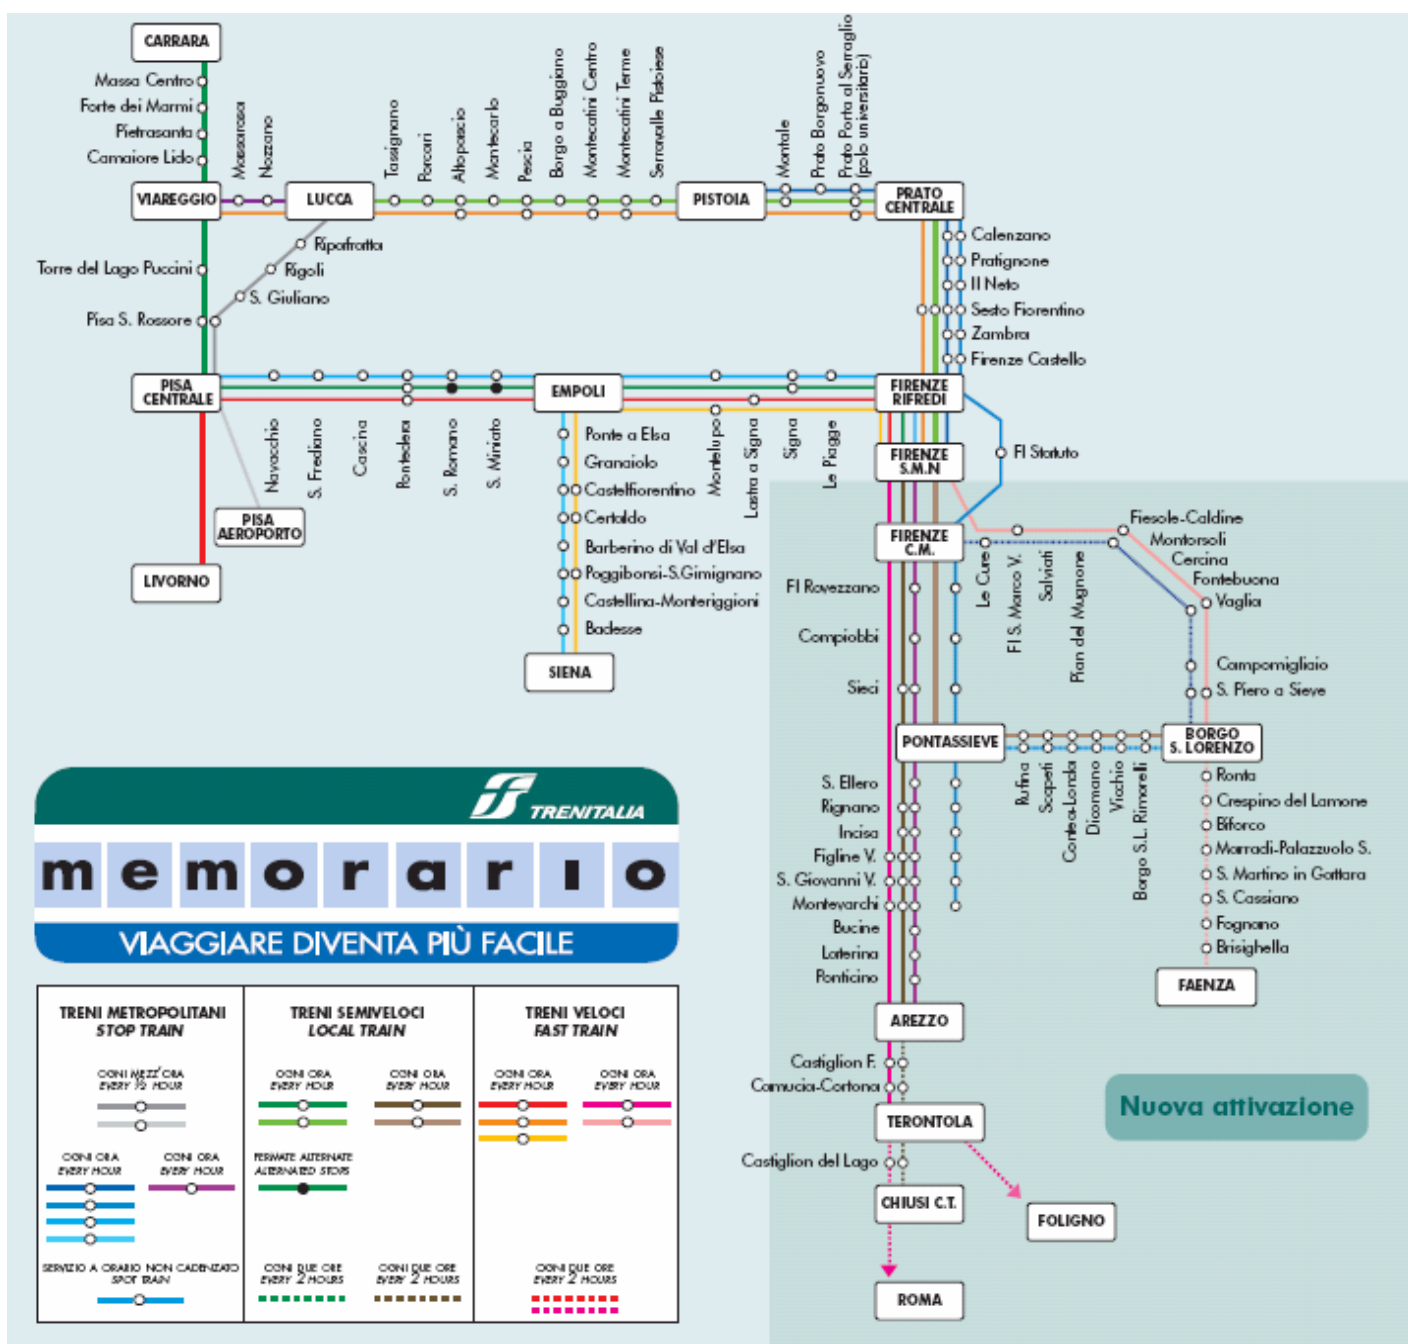 CARRARA
Massa Centro
Forte dei Marmi
Pietrasanta
Camaiore Lido
VIAREGGIO
Massarosa
Nozzano
LUCCA
Tassignano
Porcari
Altopascio
Montecarlo
Pescia
Borgo a Buggiano
Montecatini Centro
Montecatini Terme
Serravalle Pistoiese
PISTOIA
Montale
Prato Borgonuovo
Prato Porta al Serraglio
(polo universitario)
PRATO
CENTRALE
Ripafratta
Rigoli
S. Giuliano
Torre del Lago Puccini
Pisa S. Rossore
Calenzano
Pratignone
Il Neto
Sesto Fiorentino
Zambra
Firenze Castello
PISA
CENTRALE
Navacchio
S. Frediano
Cascina
Pontedera
S. Romano
S. Miniato
EMPOLI
Montelupo
Lastra a Signa
Signa
Le Piagge
FIRENZE
RIFREDI
FI Statuto
FIRENZE
S.M.N
PISA
AEROPORTO
LIVORNO
Ponte a Elsa
Granaiolo
Castelfiorentino
Certaldo
Barberino di Val d'Elsa
Poggibonsi-S.Gimignano
Castellina-Monteriggioni
Badesse
SIENA
FIRENZE
C.M.
Le Cure
FI S. Marco V.
Salviati
Pian del Mugnone
Fiesole-Caldine
Montorsoli
Cercina
Fontebuona
Vaglia
Campomigliaio
S. Piero a Sieve
FI Rovezzano
Compiobbi
Sieci
PONTASSIEVE
Rufina
Scopeti
Contea-Londa
Dicomano
Vicchio
Borgo S.L. Rimorelli
BORGO
S. LORENZO
Ronta
Crespino del Lamone
Biforco
Marradi-Palazzuolo S.
S. Martino in Gattara
S. Cassiano
Fognano
Brisighella
FAENZA
S. Ellero
Rignano
Incisa
Figline V.
S. Giovanni V.
Montevarchi
Bucine
Laterina
Ponticino
AREZZO
Castiglion F.
Camucia-Cortona
TERONTOLA
Castiglion del Lago
CHIUSI C.T.
FOLIGNO
ROMA
Nuova attivazione
TRENITALIA
memorario
VIAGGIARE DIVENTA PIÙ FACILE
TRENI METROPOLITANI
STOP TRAIN
OGNI MEZZ'ORA
EVERY ½ HOUR
OGNI ORA
EVERY HOUR
OGNI ORA
EVERY HOUR
SERVIZIO A ORARIO NON CADENZATO
SPOT TRAIN
TRENI SEMIVELOCI
LOCAL TRAIN
OGNI ORA
EVERY HOUR
OGNI ORA
EVERY HOUR
FERMATE ALTERNATE
ALTERNATED STOPS
OGNI DUE ORE
EVERY 2 HOURS
OGNI DUE ORE
EVERY 2 HOURS
TRENI VELOCI
FAST TRAIN
OGNI ORA
EVERY HOUR
OGNI ORA
EVERY HOUR
OGNI DUE ORE
EVERY 2 HOURS